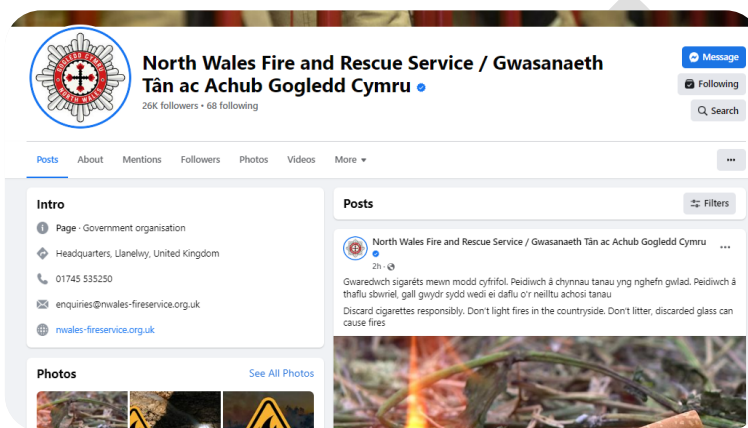 GOGLEDD CYMRU
NORTH WALES
North Wales Fire and Rescue Service / Gwasanaeth
Tân ac Achub Gogledd Cymru
26K followers • 68 following
Message
Following
Search
Posts About Mentions Followers Photos Videos More
Intro
Page · Government organisation
Headquarters, Llanelwy, United Kingdom
01745 535250
enquiries@nwales-fireservice.org.uk
nwales-fireservice.org.uk
Photos See All Photos
Posts Filters
North Wales Fire and Rescue Service / Gwasanaeth Tân ac Achub Gogledd Cymru
2h ·
Gwaredwch sigaréts mewn modd cyfrifol. Peidiwch â chynnau tanau yng nghefn gwlad. Peidiwch â
thaflu sbwriel, gall gwydr sydd wedi ei daflu o'r neilltu achosi tanau
Discard cigarettes responsibly. Don't light fires in the countryside. Don't litter, discarded glass can
cause fires